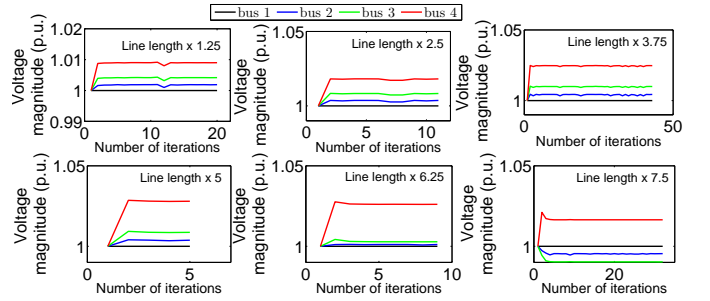 bus 1 bus 2 bus 3 bus 4
Voltage
magnitude (p.u.)
1.02
1.01
1
0.99
Line length x 1.25
0 10 20
Number of iterations
Voltage
magnitude (p.u.)
1.05
1
Line length x 2.5
0 5 10
Number of iterations
Voltage
magnitude (p.u.)
1.05
1
Line length x 3.75
0 50
Number of iterations
Voltage
magnitude (p.u.)
1.05
1
Line length x 5
0 5
Number of iterations
Voltage
magnitude (p.u.)
1.05
1
Line length x 6.25
0 5 10
Number of iterations
Voltage
magnitude (p.u.)
1.05
1
Line length x 7.5
0 20
Number of iterations